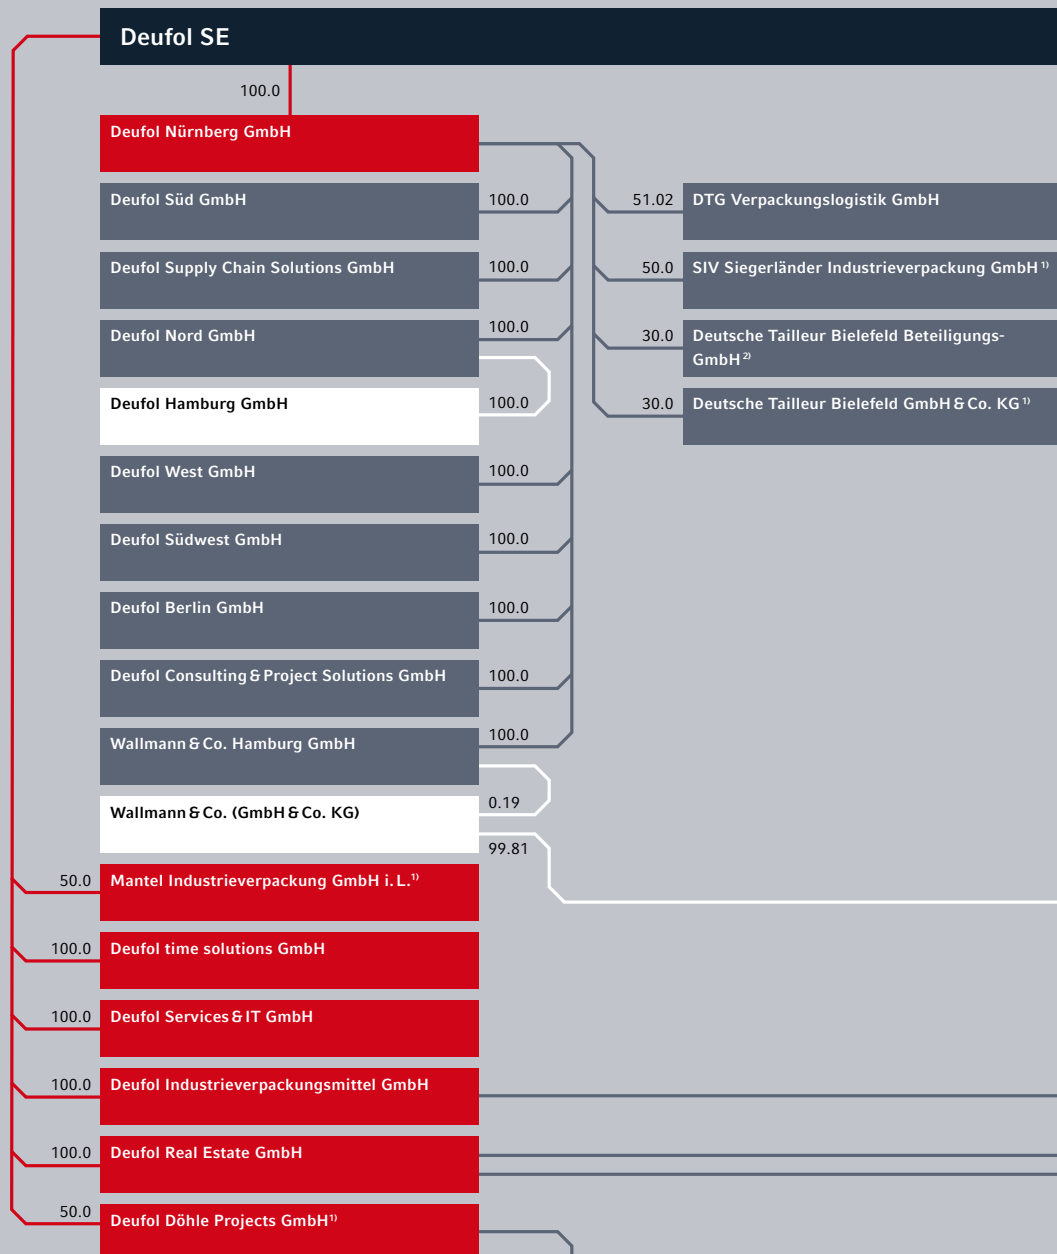 Deufol SE
100.0
Deufol Nürnberg GmbH
Deufol Süd GmbH
100.0
51.02
DTG Verpackungslogistik GmbH
Deufol Supply Chain Solutions GmbH
100.0
50.0
SIV Siegerländer Industrieverpackung GmbH 1)
Deufol Nord GmbH
100.0
30.0
Deutsche Tailleur Bielefeld Beteiligungs-
GmbH 2)
Deufol Hamburg GmbH
100.0
30.0
Deutsche Tailleur Bielefeld GmbH & Co. KG 1)
Deufol West GmbH
100.0
Deufol Südwest GmbH
100.0
Deufol Berlin GmbH
100.0
Deufol Consulting & Project Solutions GmbH
100.0
Wallmann & Co. Hamburg GmbH
100.0
Wallmann & Co. (GmbH & Co. KG)
0.19
99.81
50.0
Mantel Industrieverpackung GmbH i. L.1)
100.0
Deufol time solutions GmbH
100.0
Deufol Services & IT GmbH
100.0
Deufol Industrieverpackungsmittel GmbH
100.0
Deufol Real Estate GmbH
50.0
Deufol Döhle Projects GmbH1)